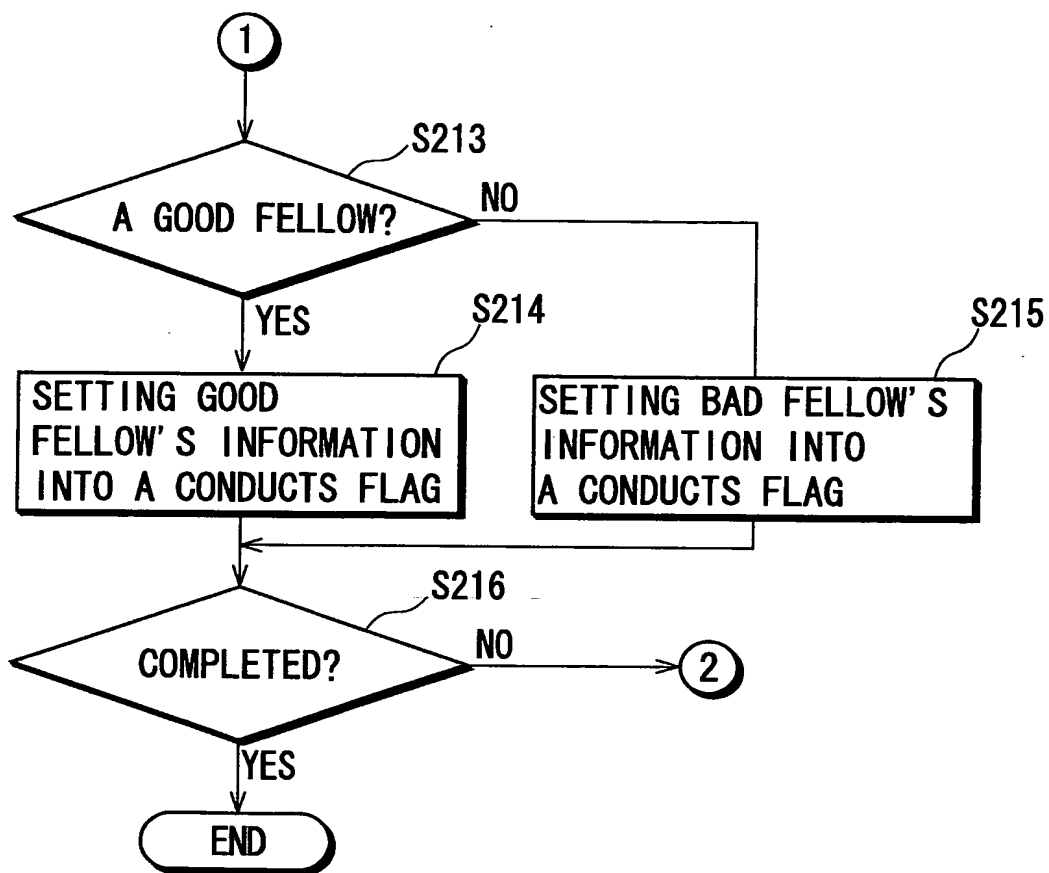 1
S213
A GOOD FELLOW?
NO
YES
S214
S215
SETTING GOOD
FELLOW'S INFORMATION
INTO A CONDUCTS FLAG
SETTING BAD FELLOW'S
INFORMATION INTO
A CONDUCTS FLAG
S216
COMPLETED?
NO
2
YES
END